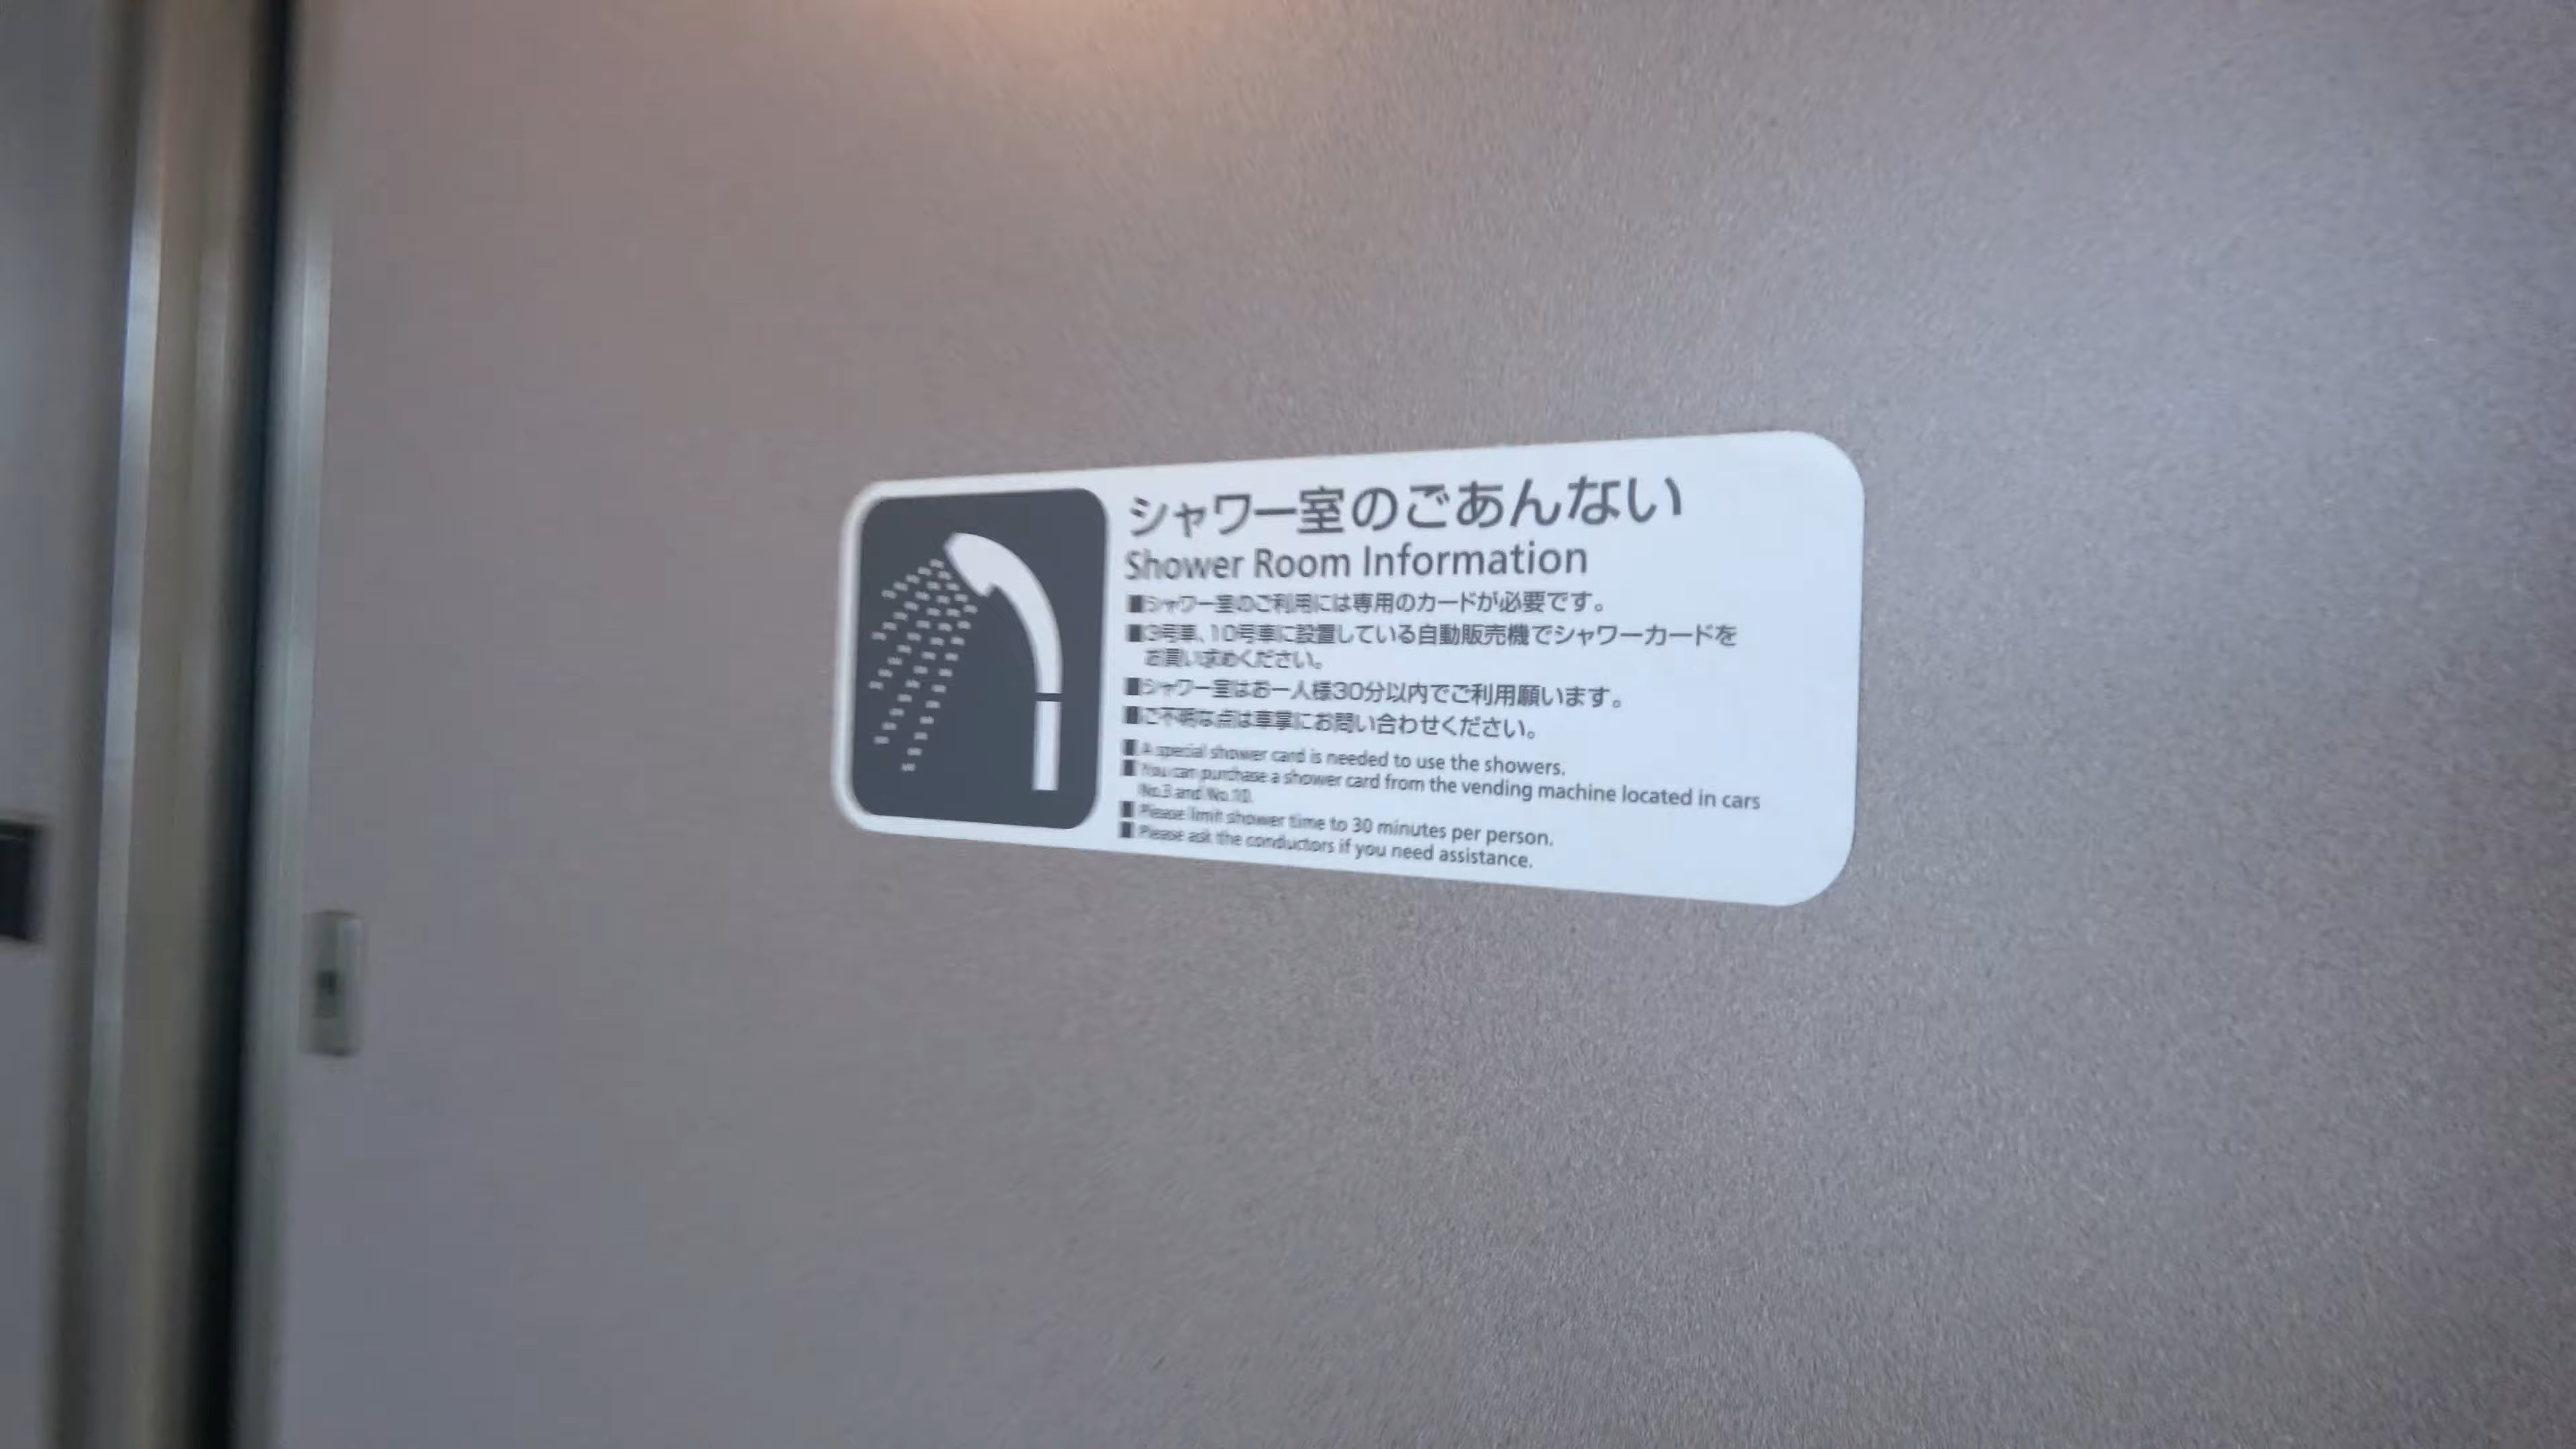 シャワー室のごあんない
Shower Room Information
■シャワー室のご利用には専用のカードが必要です。
■3号車、10号車に設置している自動販売機でシャワーカードを
お買い求めください。
■シャワー室はお一人様30分以内でご利用願います。
■ご不明な点は車掌にお問い合わせください。
■A special shower card is needed to use the showers.
■You can purchase a shower card from the vending machine located in cars
No.3 and No.10.
■Please limit shower time to 30 minutes per person.
■Please ask the conductors if you need assistance.